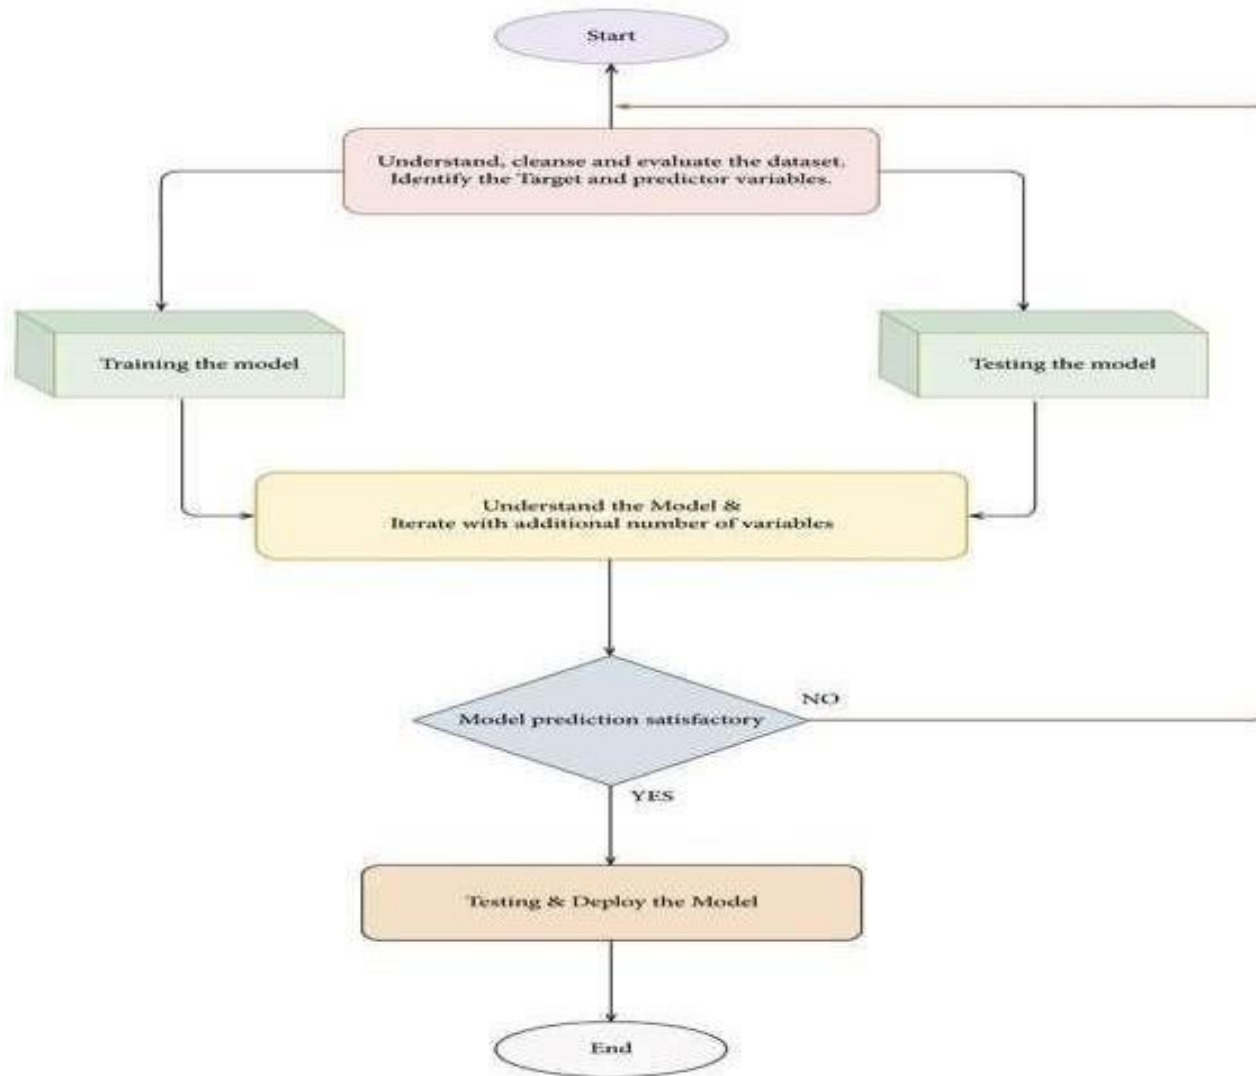 Start
Understand, cleanse and evaluate the dataset.
Identify the Target and predictor variables.
Training the model
Testing the model
Understand the Model &
Iterate with additional number of variables
Model prediction satisfactory
NO
YES
Testing & Deploy the Model
End